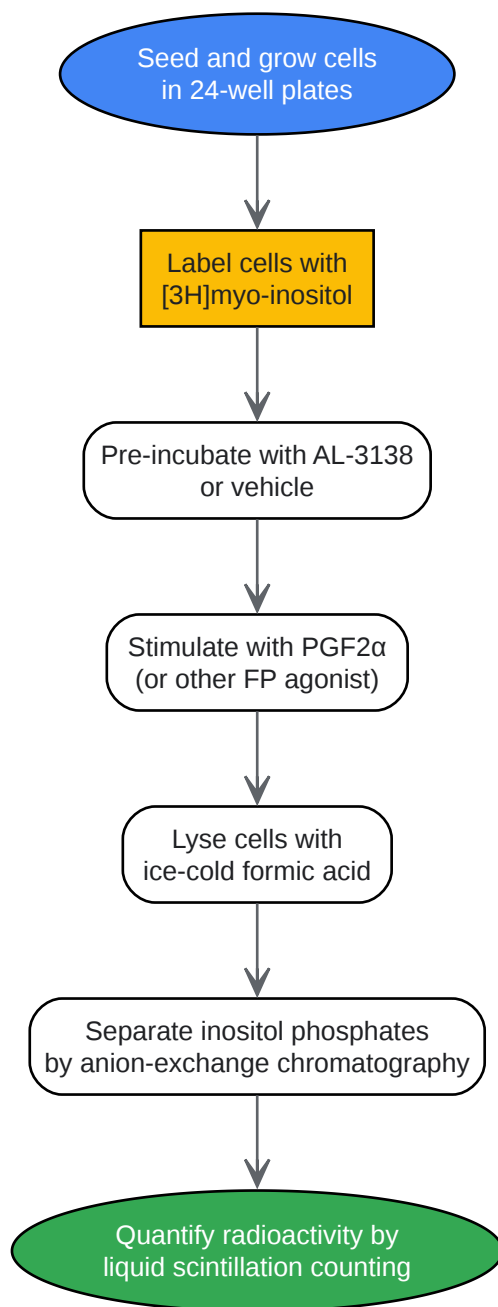 Seed and grow cells
in 24-well plates
Label cells with
[3H]myo-inositol
Pre-incubate with AL-3138
or vehicle
Stimulate with PGF2α
(or other FP agonist)
Lyse cells with
ice-cold formic acid
Separate inositol phosphates
by anion-exchange chromatography
Quantify radioactivity by
liquid scintillation counting